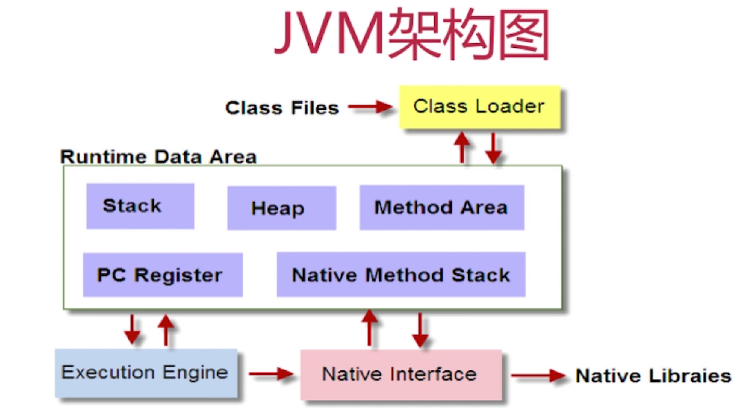 JVM架构图
Class Files
Class Loader
Runtime Data Area
Stack
Heap
Method Area
PC Register
Native Method Stack
Execution Engine
Native Interface
Native Libraies